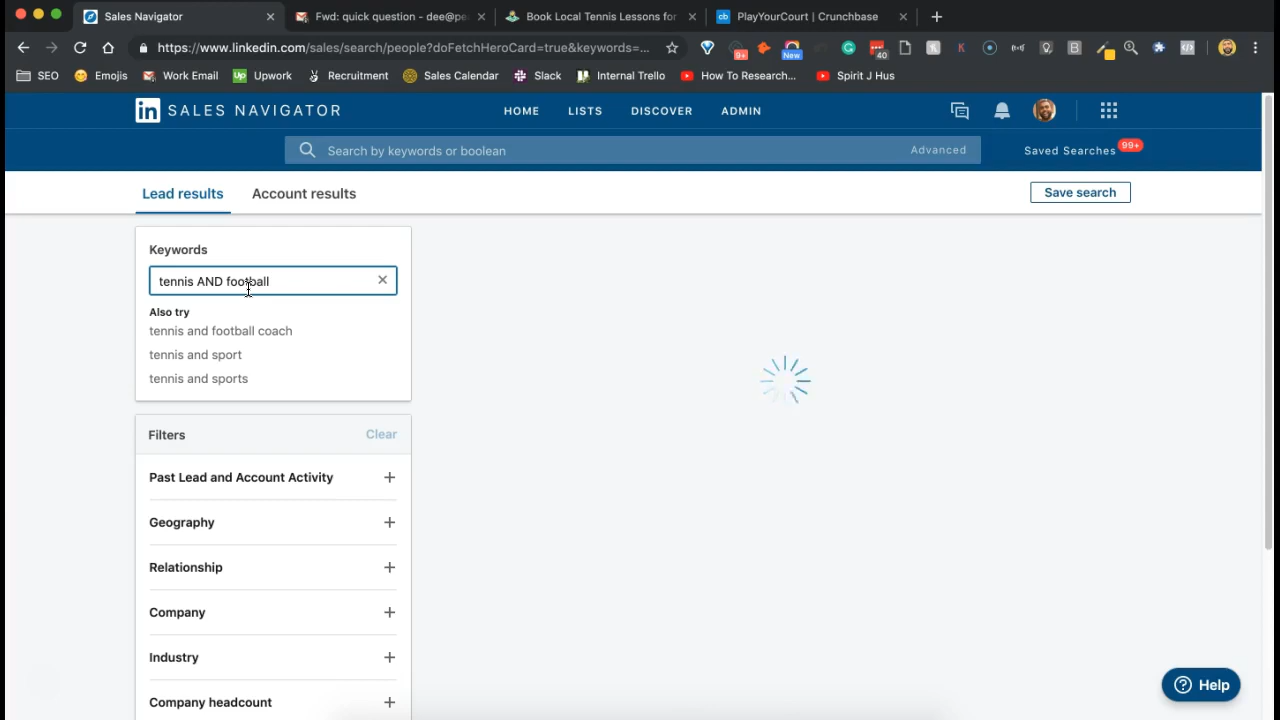 Sales Navigator
Fwd: quick question - dee@pe
Book Local Tennis Lessons for
PlayYourCourt | Crunchbase
https://www.linkedin.com/sales/search/people?doFetchHeroCard=true&keywords=...
9+
New
40
SEO
Emojis
Work Email
Upwork
Recruitment
Sales Calendar
Slack
Internal Trello
How To Research...
Spirit J Hus
in SALES NAVIGATOR
HOME
LISTS
DISCOVER
ADMIN
Search by keywords or boolean
Advanced
Saved Searches
99+
Lead results
Account results
Save search
Keywords
tennis AND football
Also try
tennis and football coach
tennis and sport
tennis and sports
Filters
Clear
Past Lead and Account Activity
Geography
Relationship
Company
Industry
Company headcount
Help